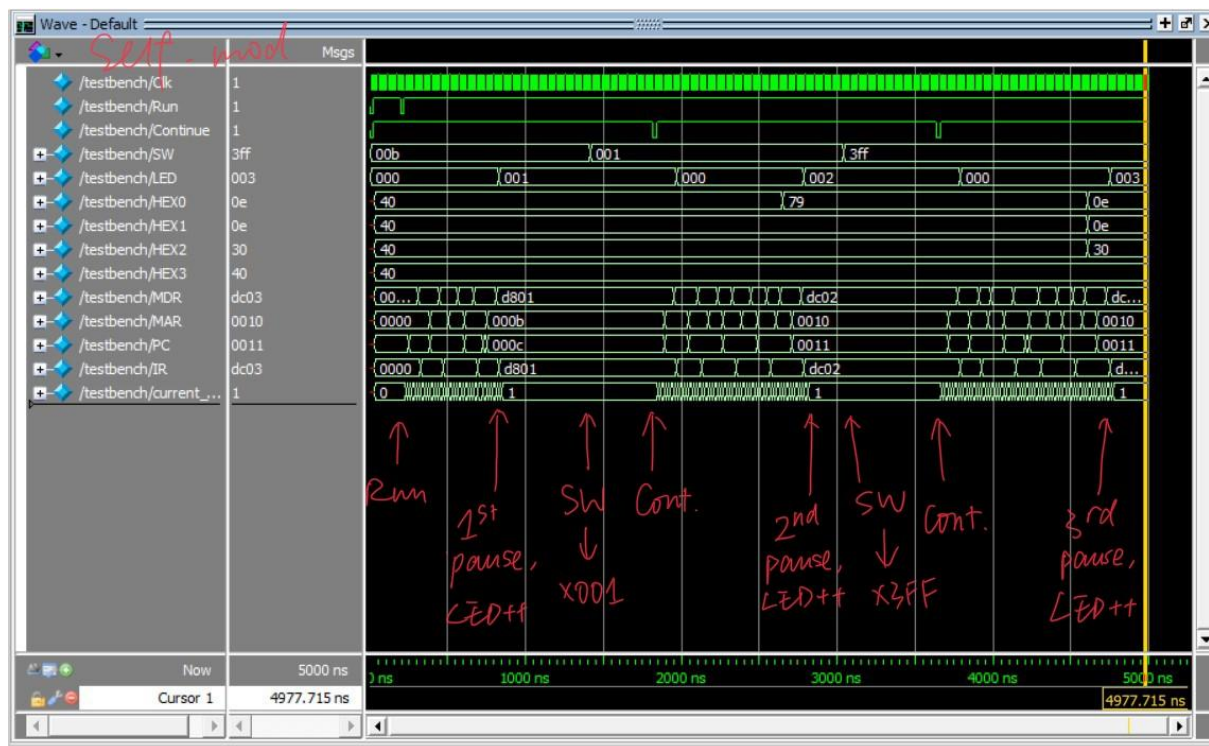 Wave - Default
Self-mod
Msgs
/testbench/Clk 1
/testbench/Run 1
/testbench/Continue 1
/testbench/SW 3ff 00b 001 3ff
/testbench/LED 003 000 001 000 002 000 003
/testbench/HEX0 0e 40 79 0e
/testbench/HEX1 0e 40 0e
/testbench/HEX2 30 40 30
/testbench/HEX3 40 40
/testbench/MDR dc03 00... d801 dc02 dc...
/testbench/MAR 0010 0000 000b 0010 0010
/testbench/PC 0011 000c 0011 0011
/testbench/IR dc03 0000 d801 dc02 d...
/testbench/current_... 1 0 1 1 1
Run
1st pause, LED++
SW ↓ x001
Cont.
2nd pause, LED++
SW ↓ x3FF
Cont.
3rd pause, LED++
Now 5000 ns
Cursor 1 4977.715 ns
1000 ns 2000 ns 3000 ns 4000 ns
4977.715 ns